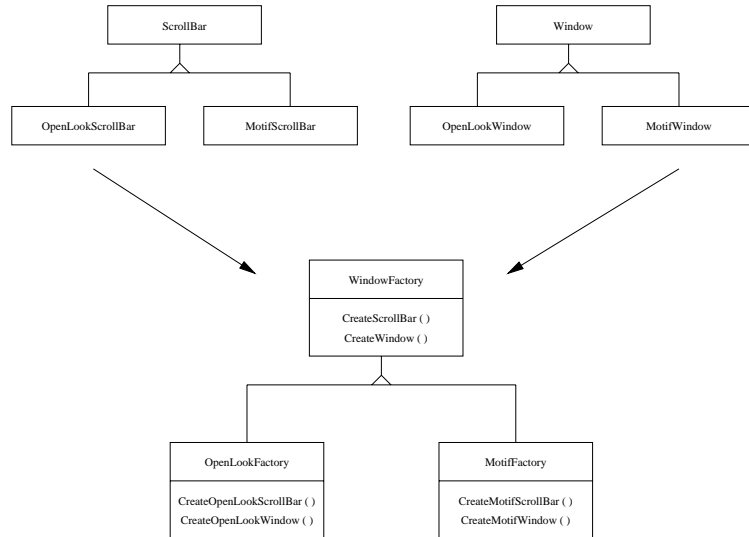 ScrollBar
Window
OpenLookScrollBar
MotifScrollBar
OpenLookWindow
MotifWindow
WindowFactory
CreateScrollBar ( )
CreateWindow ( )
OpenLookFactory
CreateOpenLookScrollBar ( )
CreateOpenLookWindow ( )
MotifFactory
CreateMotifScrollBar ( )
CreateMotifWindow ( )